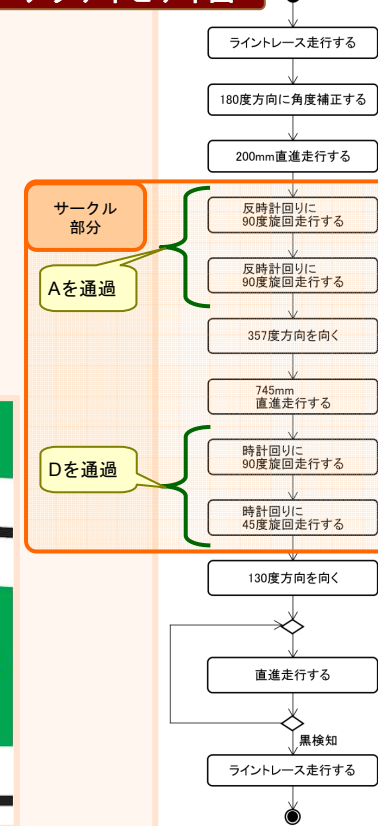 ライントレース走行する
180度方向に角度補正する
200mm直進走行する
サークル
部分
反時計回りに
90度旋回走行する
Aを通過
反時計回りに
90度旋回走行する
357度方向を向く
745mm
直進走行する
Dを通過
時計回りに
90度旋回走行する
時計回りに
45度旋回走行する
130度方向を向く
直進走行する
黒検知
ライントレース走行する